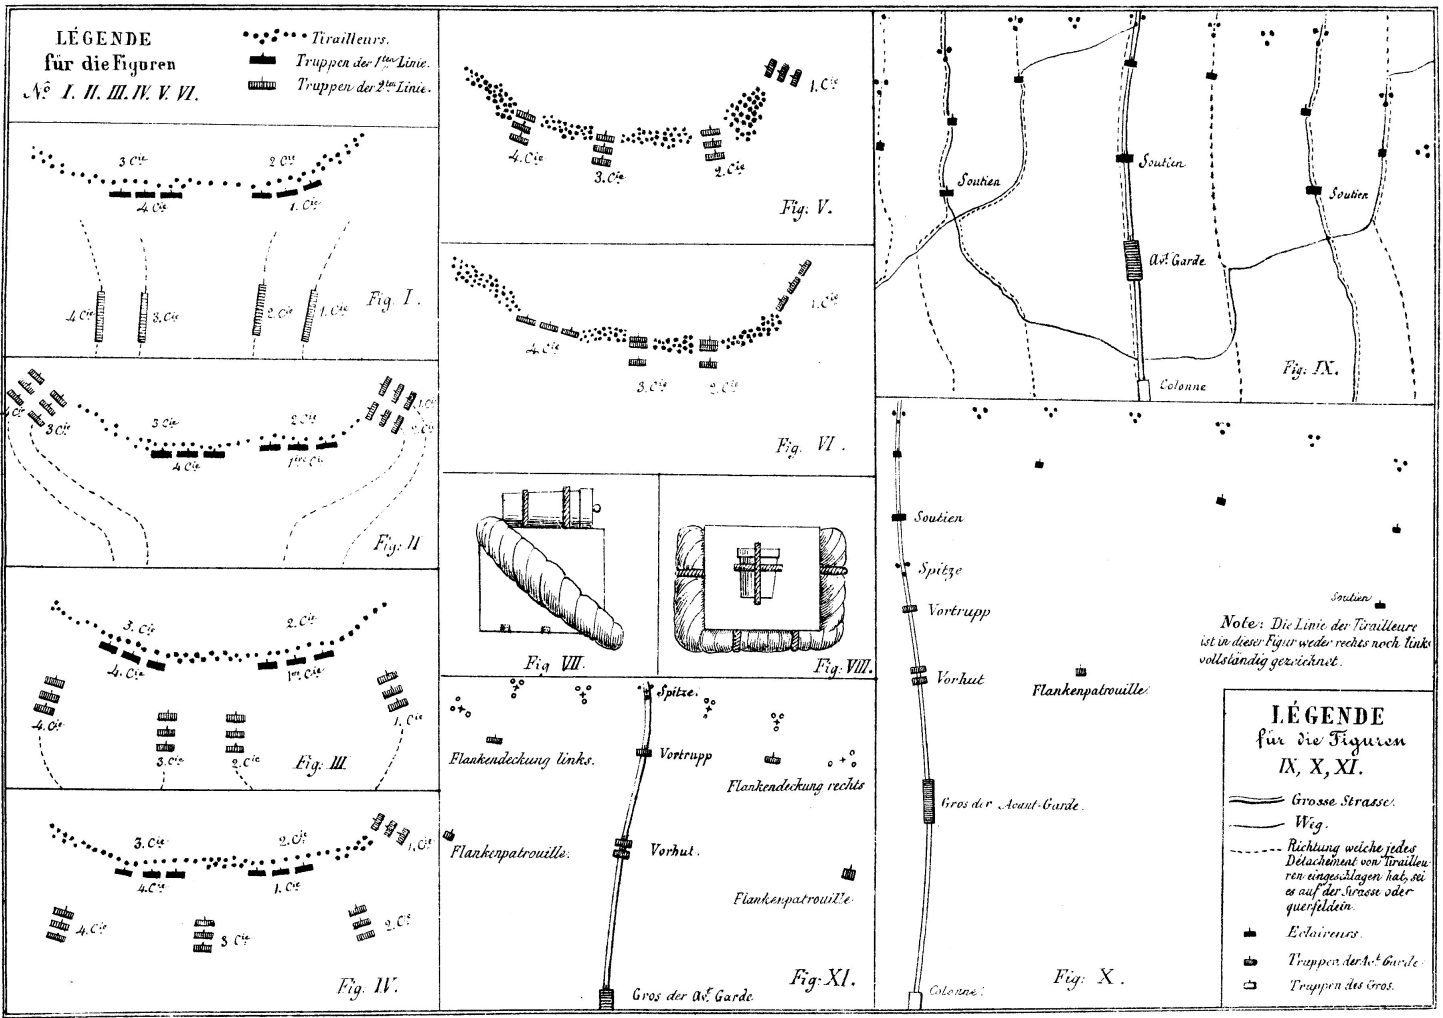 LÉGENDE
für die Figuren
Nº I. II. III. IV. V. VI.
Tirailleurs.
Truppen der 1ten Linie.
Truppen der 2ten Linie.
3 Cie
2 Cie
4. Cie
1. Cie
4 Cie
3. Cie
2. Cie
1. Cie
Fig. I.
4 Cie
3 Cie
3 Cie
2 Cie
1. Cie
2 Cie
4 Cie
1ère Cie
Fig: II
3. Cie
2. Cie
4. Cie
1re Cie
4. Cie
3. Cie
2. Cie
1. Cie
Fig: III
3. Cie
2. Cie
1. Cie
4. Cie
1. Cie
4. Cie
3 Cie
2. Cie
Fig: IV.
1. Cie
4. Cie
3. Cie
2. Cie
Fig: V.
1. Cie
4. Cie
3. Cie
2. Cie
Fig: VI.
Fig VII.
Fig: VIII.
Spitze.
Flankendeckung links.
Vortrupp
Flankendeckung rechts
Flankenpatrouille.
Vorhut.
Flankenpatrouille.
Fig: XI.
Gros der Avt. Garde
Soutien
Soutien
Soutien
Avt. Garde
Fig: IX.
Colonne
Soutien
Spitze
Vortrupp
Vorhut
Flankenpatrouille.
Gros der Avant-Garde.
Colonne.
Fig: X.
Soutien
Note: Die Linie der Tirailleure
ist in dieser Figur weder rechts noch links
vollständig gezeichnet.
LÉGENDE
für die Figuren
IX, X, XI.
Grosse Strasse.
Weg.
Richtung welche jedes
Détachement von Tirailleu-
ren eingeschlagen hat, sei
es auf der Strasse oder
querfeldein.
Eclaireurs.
Truppen der Avt. Garde.
Truppen des Gros.